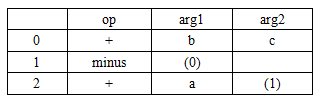 op arg1 arg2
0 + b c
1 minus (0)
2 + a (1)